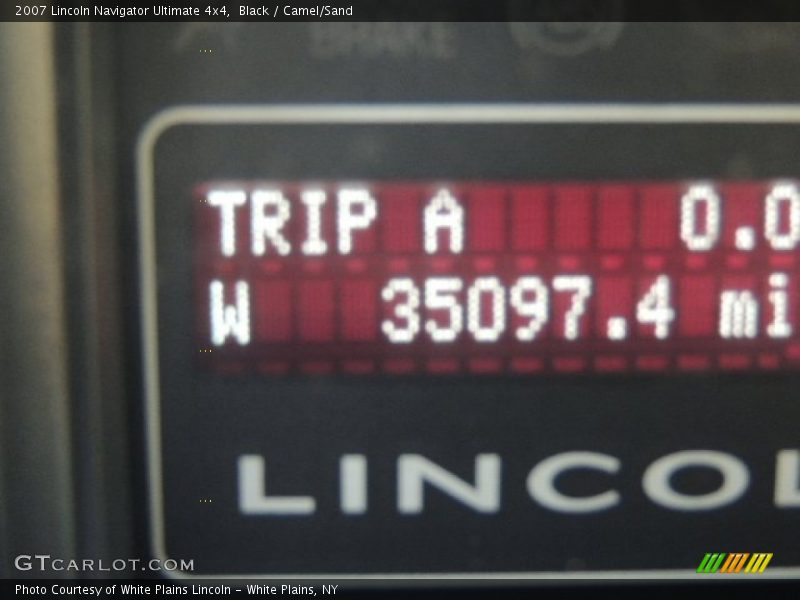 2007 Lincoln Navigator Ultimate 4x4, Black / Camel/Sand
BRAKE
TRIP A 0.0
W 35097.4 mi
LINCOL
GTCARLOT.COM
Photo Courtesy of White Plains Lincoln - White Plains, NY